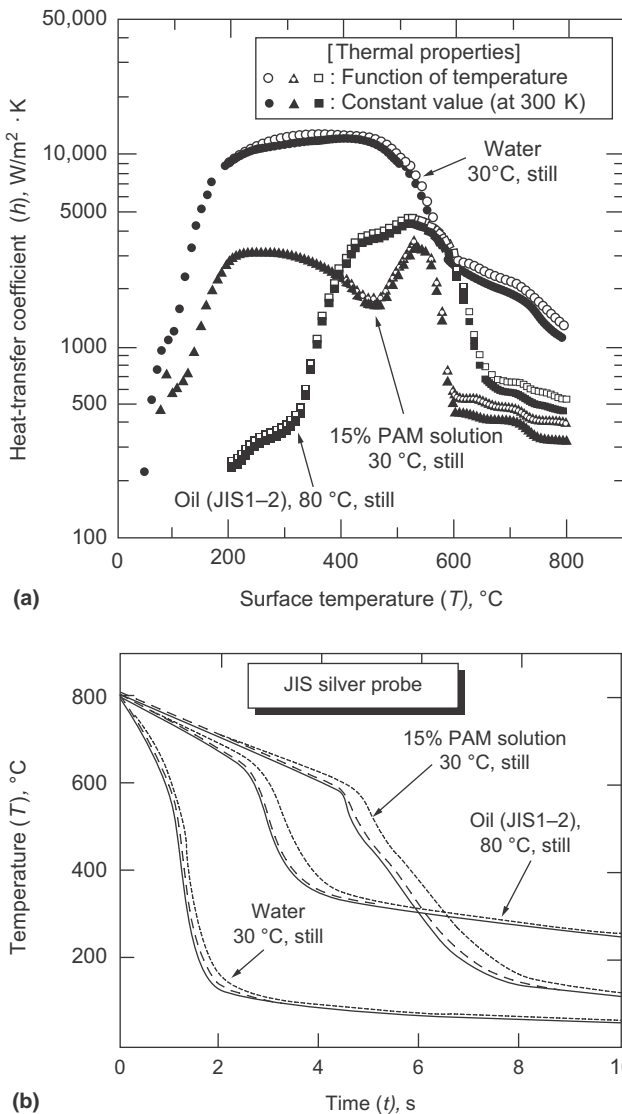 50,000
10,000
5000
1000
500
100
Heat-transfer coefficient (h), W/m² · K
[Thermal properties]
○ △ □ : Function of temperature
● ▲ ■ : Constant value (at 300 K)
Water
30°C, still
15% PAM solution
30 °C, still
Oil (JIS1–2), 80 °C, still
0 200 400 600 800
(a)
Surface temperature (T), °C
JIS silver probe
800
600
400
200
Temperature (T), °C
15% PAM solution
30 °C, still
Oil (JIS1–2),
80 °C, still
Water
30 °C, still
0 2 4 6 8 10
(b)
Time (t), s